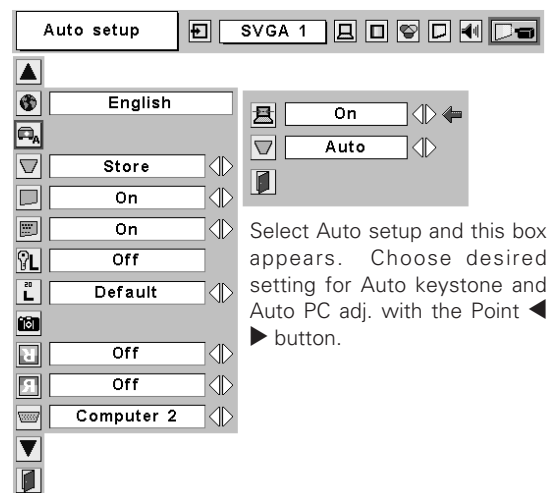 Auto setup
SVGA 1
English
Store
On
On
Off
20
L
Default
Off
Off
Computer 2
On
Auto
Select Auto setup and this box
appears. Choose desired
setting for Auto keystone and
Auto PC adj. with the Point ◀
▶ button.